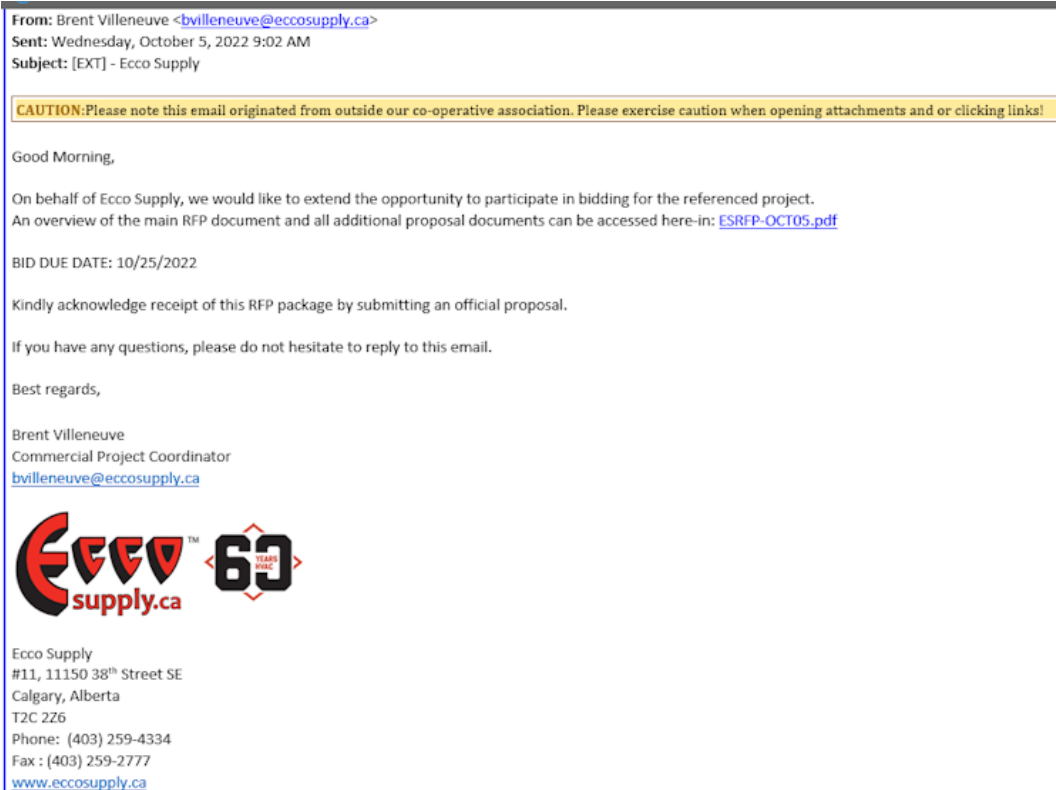 From: Brent Villeneuve <bvilleneuve@eccosupply.ca>
Sent: Wednesday, October 5, 2022 9:02 AM
Subject: [EXT] - Ecco Supply
CAUTION:Please note this email originated from outside our co-operative association. Please exercise caution when opening attachments and or clicking links!
Good Morning,
On behalf of Ecco Supply, we would like to extend the opportunity to participate in bidding for the referenced project.
An overview of the main RFP document and all additional proposal documents can be accessed here-in: ESRFP-OCT05.pdf
BID DUE DATE: 10/25/2022
Kindly acknowledge receipt of this RFP package by submitting an official proposal.
If you have any questions, please do not hesitate to reply to this email.
Best regards,
Brent Villeneuve
Commercial Project Coordinator
bvilleneuve@eccosupply.ca
Ecco™
supply.ca
60 YEARS HVAC
Ecco Supply
#11, 11150 38th Street SE
Calgary, Alberta
T2C 2Z6
Phone: (403) 259-4334
Fax : (403) 259-2777
www.eccosupply.ca